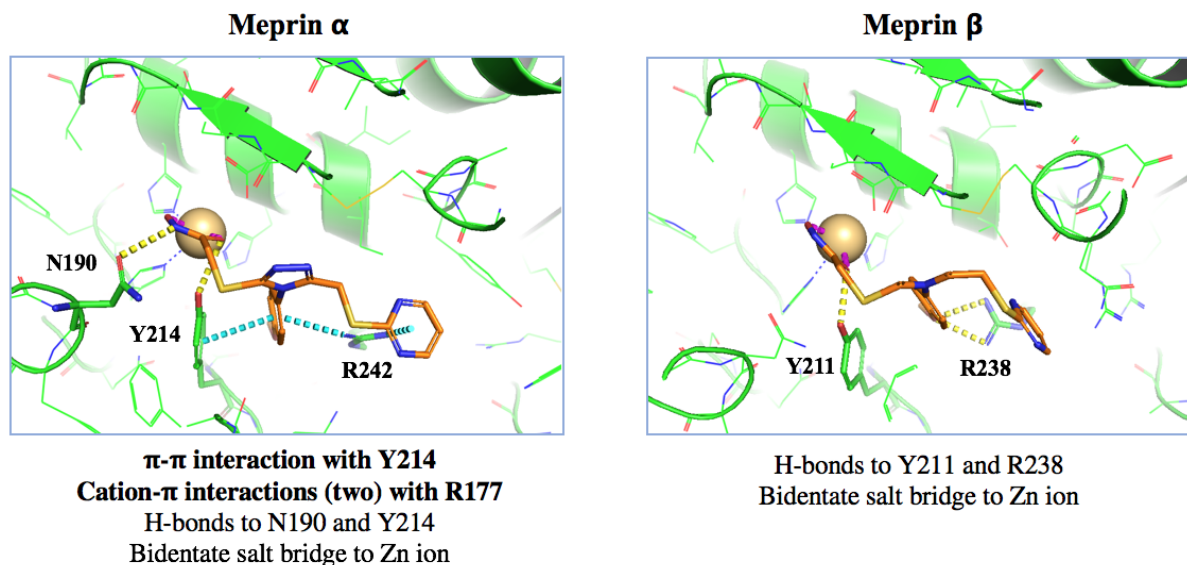 Meprin α
Meprin β
N190
Y214
R242
Y211
R238
π-π interaction with Y214
Cation-π interactions (two) with R177
H-bonds to N190 and Y214
Bidentate salt bridge to Zn ion
H-bonds to Y211 and R238
Bidentate salt bridge to Zn ion